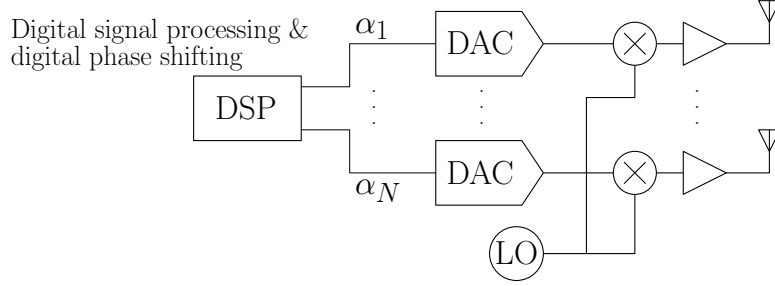 Digital signal processing &
digital phase shifting
α1
DAC
DSP
αN
DAC
LO